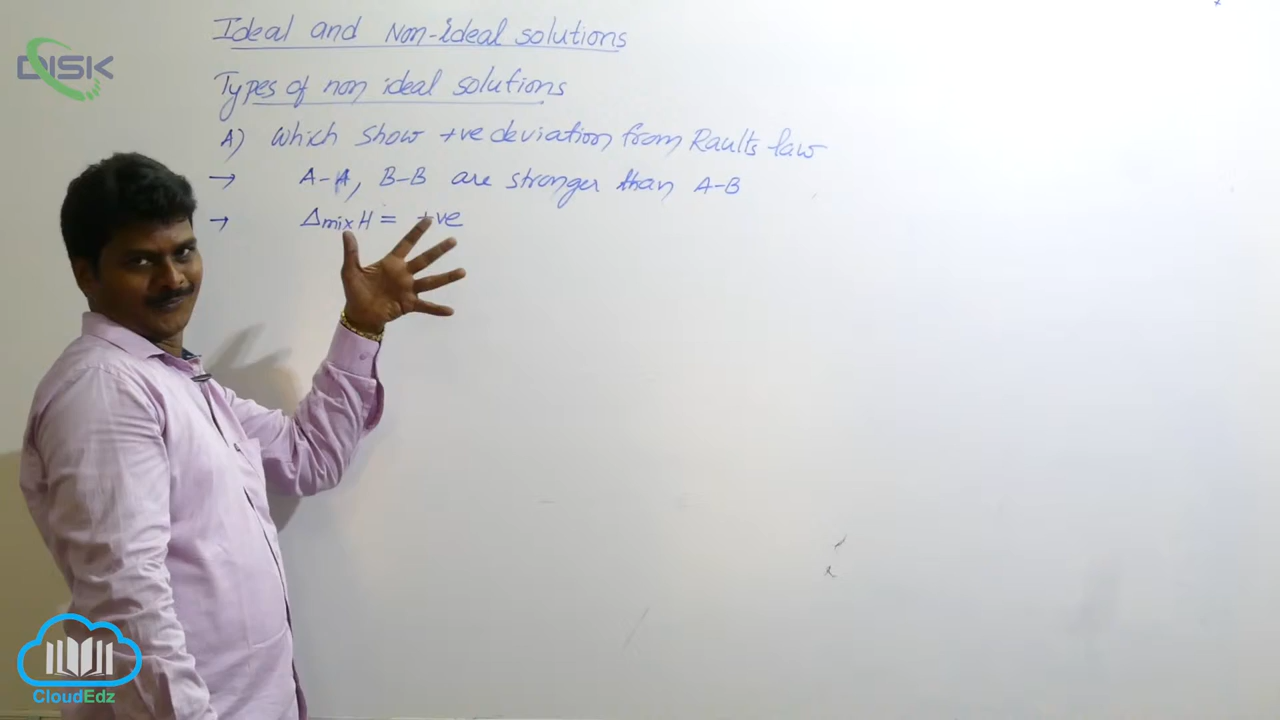 Ideal and Non-Ideal solutions
DISK
Types of non ideal solutions
A) Which show +ve deviation from Raults law
→ A-A, B-B are stronger than A-B
→ ΔmixH = +ve
CloudEdz